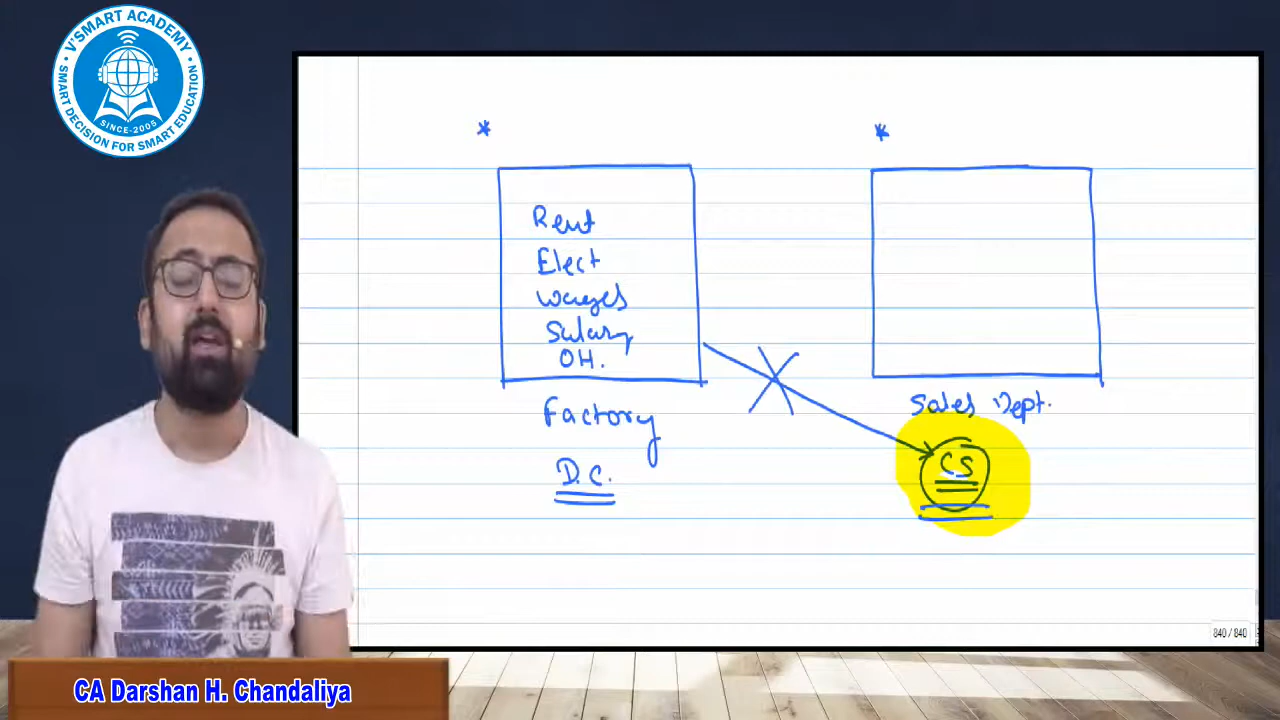 V'SMART ACADEMY
SINCE-2005
SMART DECISION FOR SMART EDUCATION
*
*
Rent
Elect
Wages
Salary
OH.
Factory
D.C.
Sales Dept.
CS
840 / 840
CA Darshan H. Chandaliya